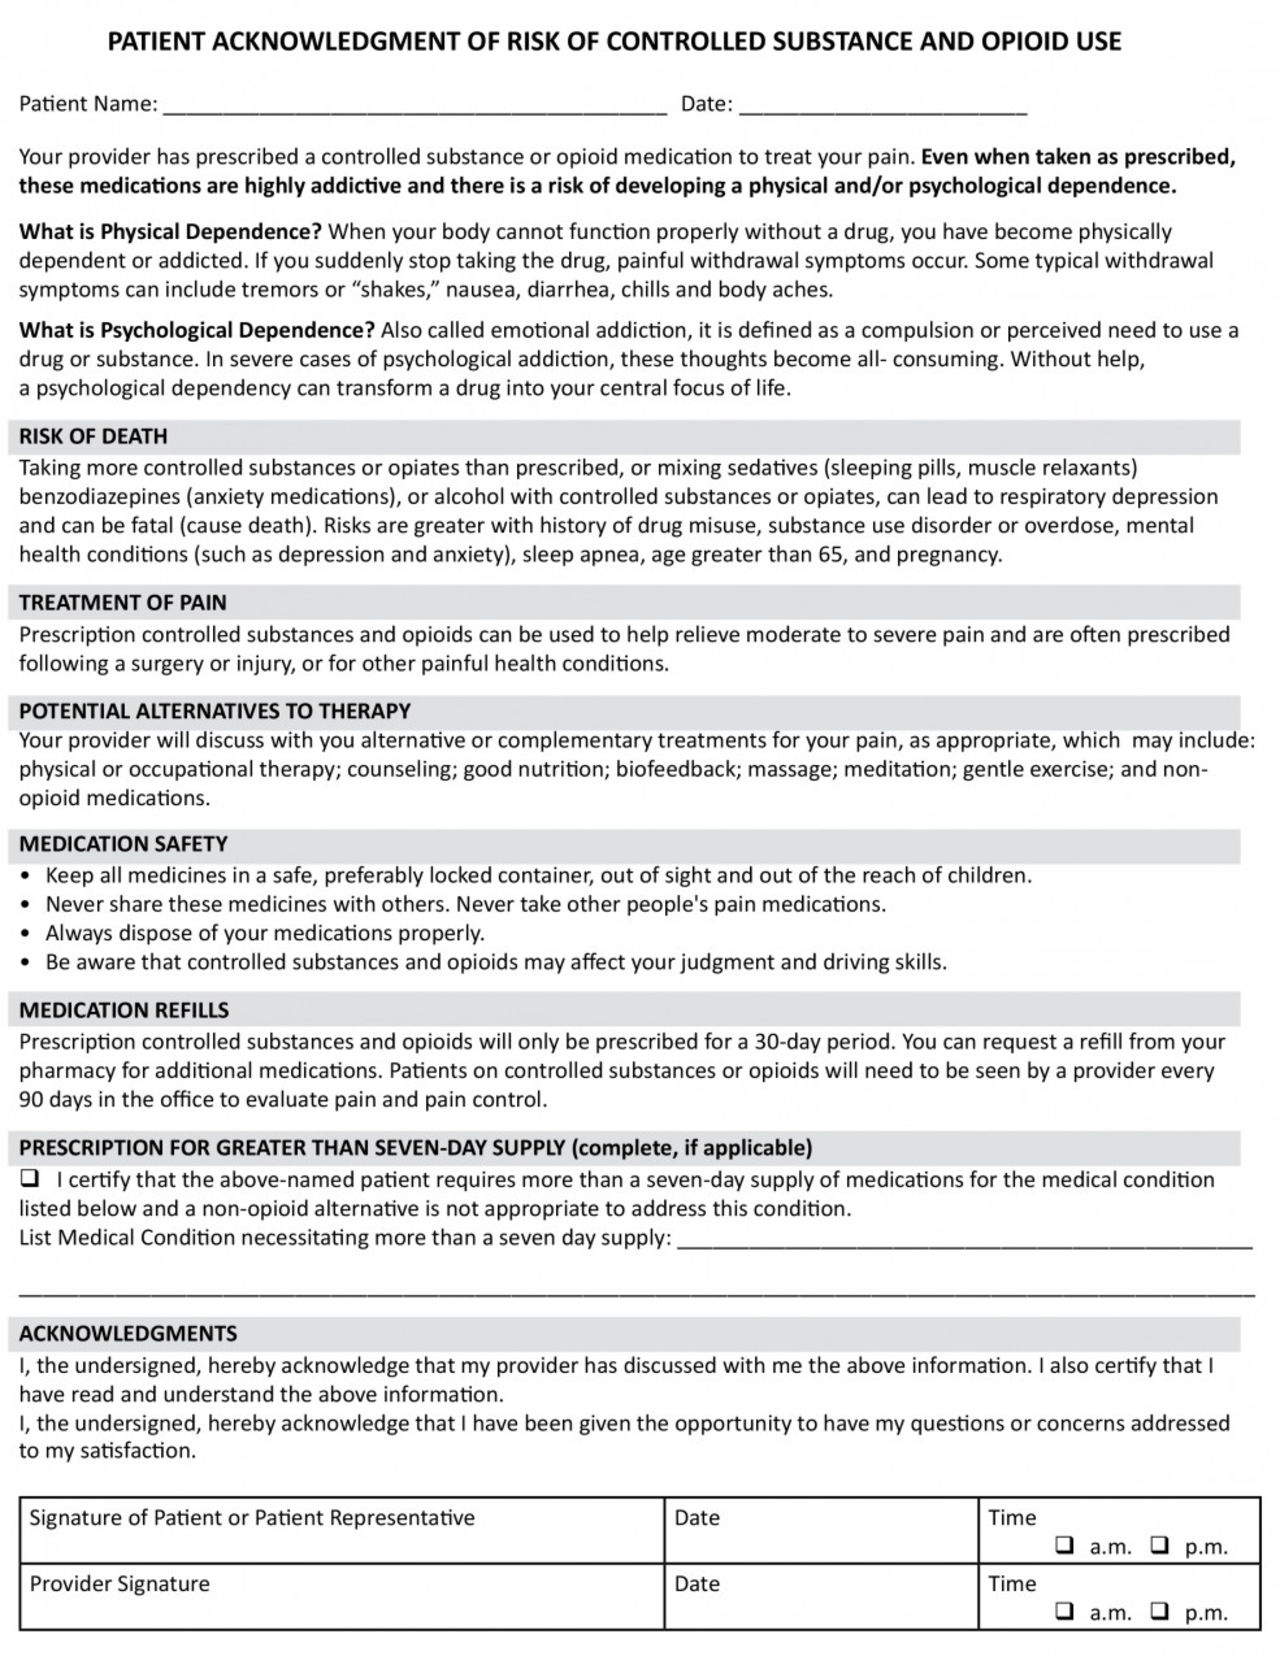 PATIENT ACKNOWLEDGMENT OF RISK OF CONTROLLED SUBSTANCE AND OPIOID USE
Patient Name: __________________________________________ Date: ________________________
Your provider has prescribed a controlled substance or opioid medication to treat your pain. Even when taken as prescribed,
these medications are highly addictive and there is a risk of developing a physical and/or psychological dependence.
What is Physical Dependence? When your body cannot function properly without a drug, you have become physically
dependent or addicted. If you suddenly stop taking the drug, painful withdrawal symptoms occur. Some typical withdrawal
symptoms can include tremors or “shakes,” nausea, diarrhea, chills and body aches.
What is Psychological Dependence? Also called emotional addiction, it is defined as a compulsion or perceived need to use a
drug or substance. In severe cases of psychological addiction, these thoughts become all- consuming. Without help,
a psychological dependency can transform a drug into your central focus of life.
RISK OF DEATH
Taking more controlled substances or opiates than prescribed, or mixing sedatives (sleeping pills, muscle relaxants)
benzodiazepines (anxiety medications), or alcohol with controlled substances or opiates, can lead to respiratory depression
and can be fatal (cause death). Risks are greater with history of drug misuse, substance use disorder or overdose, mental
health conditions (such as depression and anxiety), sleep apnea, age greater than 65, and pregnancy.
TREATMENT OF PAIN
Prescription controlled substances and opioids can be used to help relieve moderate to severe pain and are often prescribed
following a surgery or injury, or for other painful health conditions.
POTENTIAL ALTERNATIVES TO THERAPY
Your provider will discuss with you alternative or complementary treatments for your pain, as appropriate, which may include:
physical or occupational therapy; counseling; good nutrition; biofeedback; massage; meditation; gentle exercise; and non-
opioid medications.
MEDICATION SAFETY
• Keep all medicines in a safe, preferably locked container, out of sight and out of the reach of children.
• Never share these medicines with others. Never take other people's pain medications.
• Always dispose of your medications properly.
• Be aware that controlled substances and opioids may affect your judgment and driving skills.
MEDICATION REFILLS
Prescription controlled substances and opioids will only be prescribed for a 30-day period. You can request a refill from your
pharmacy for additional medications. Patients on controlled substances or opioids will need to be seen by a provider every
90 days in the office to evaluate pain and pain control.
PRESCRIPTION FOR GREATER THAN SEVEN-DAY SUPPLY (complete, if applicable)
❑ I certify that the above-named patient requires more than a seven-day supply of medications for the medical condition
listed below and a non-opioid alternative is not appropriate to address this condition.
List Medical Condition necessitating more than a seven day supply: ________________________________________________
ACKNOWLEDGMENTS
I, the undersigned, hereby acknowledge that my provider has discussed with me the above information. I also certify that I
have read and understand the above information.
I, the undersigned, hereby acknowledge that I have been given the opportunity to have my questions or concerns addressed
to my satisfaction.
Signature of Patient or Patient Representative Date Time
❑ a.m. ❑ p.m.
Provider Signature Date Time
❑ a.m. ❑ p.m.